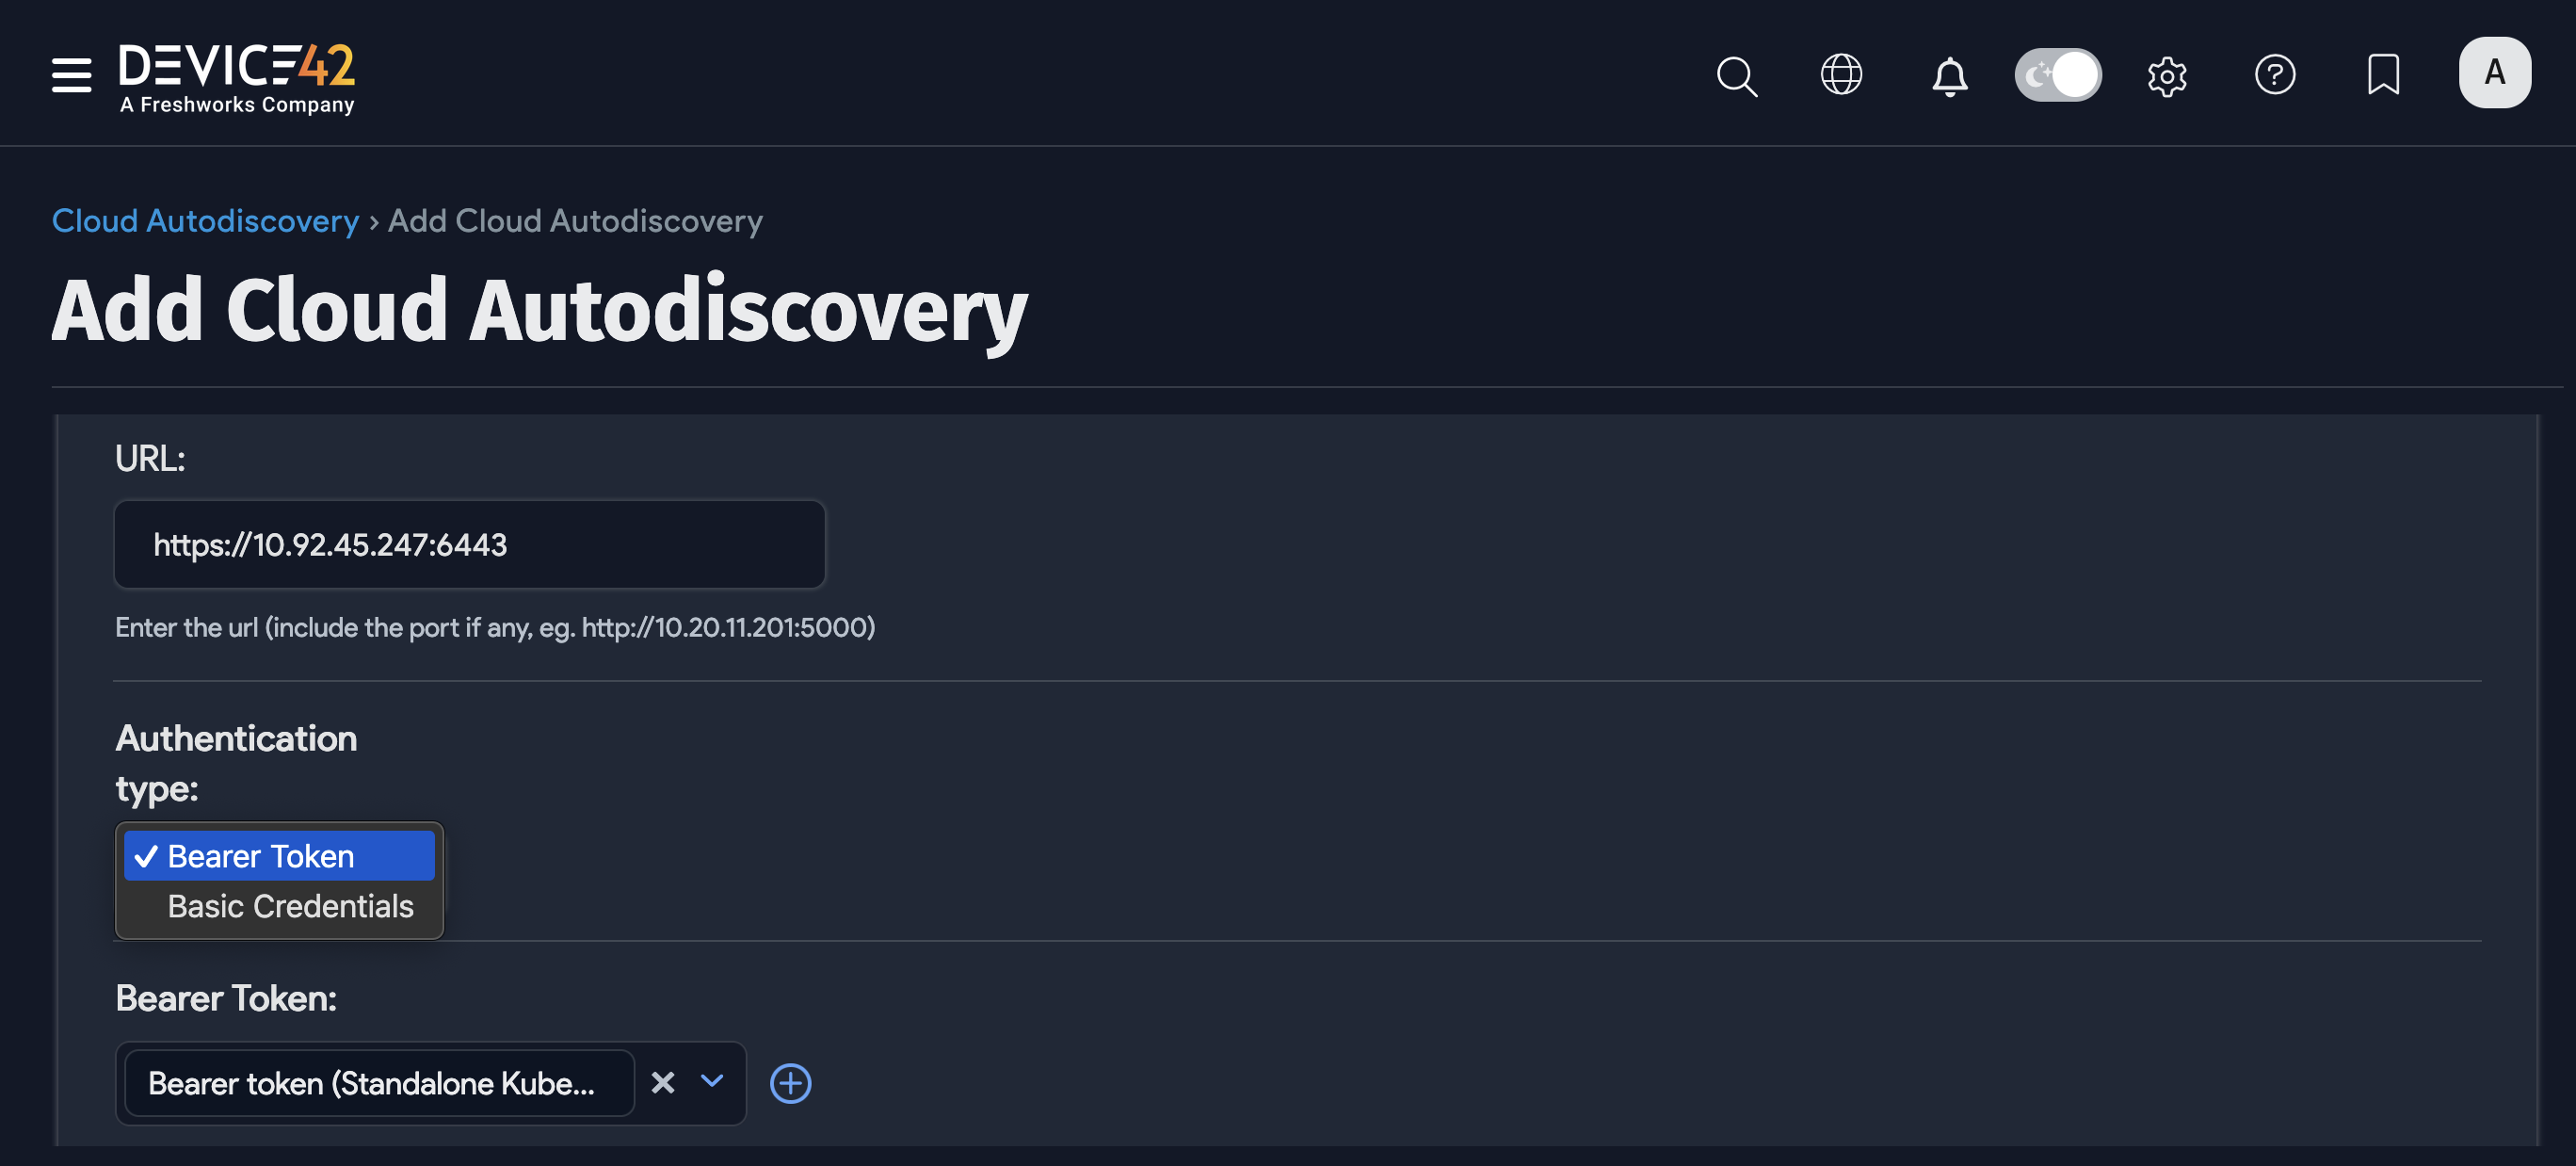 DEVICE42
A Freshworks Company
A
Cloud Autodiscovery › Add Cloud Autodiscovery
Add Cloud Autodiscovery
URL:
https://10.92.45.247:6443
Enter the url (include the port if any, eg. http://10.20.11.201:5000)
Authentication
type:
✓ Bearer Token
Basic Credentials
Bearer Token:
Bearer token (Standalone Kube...